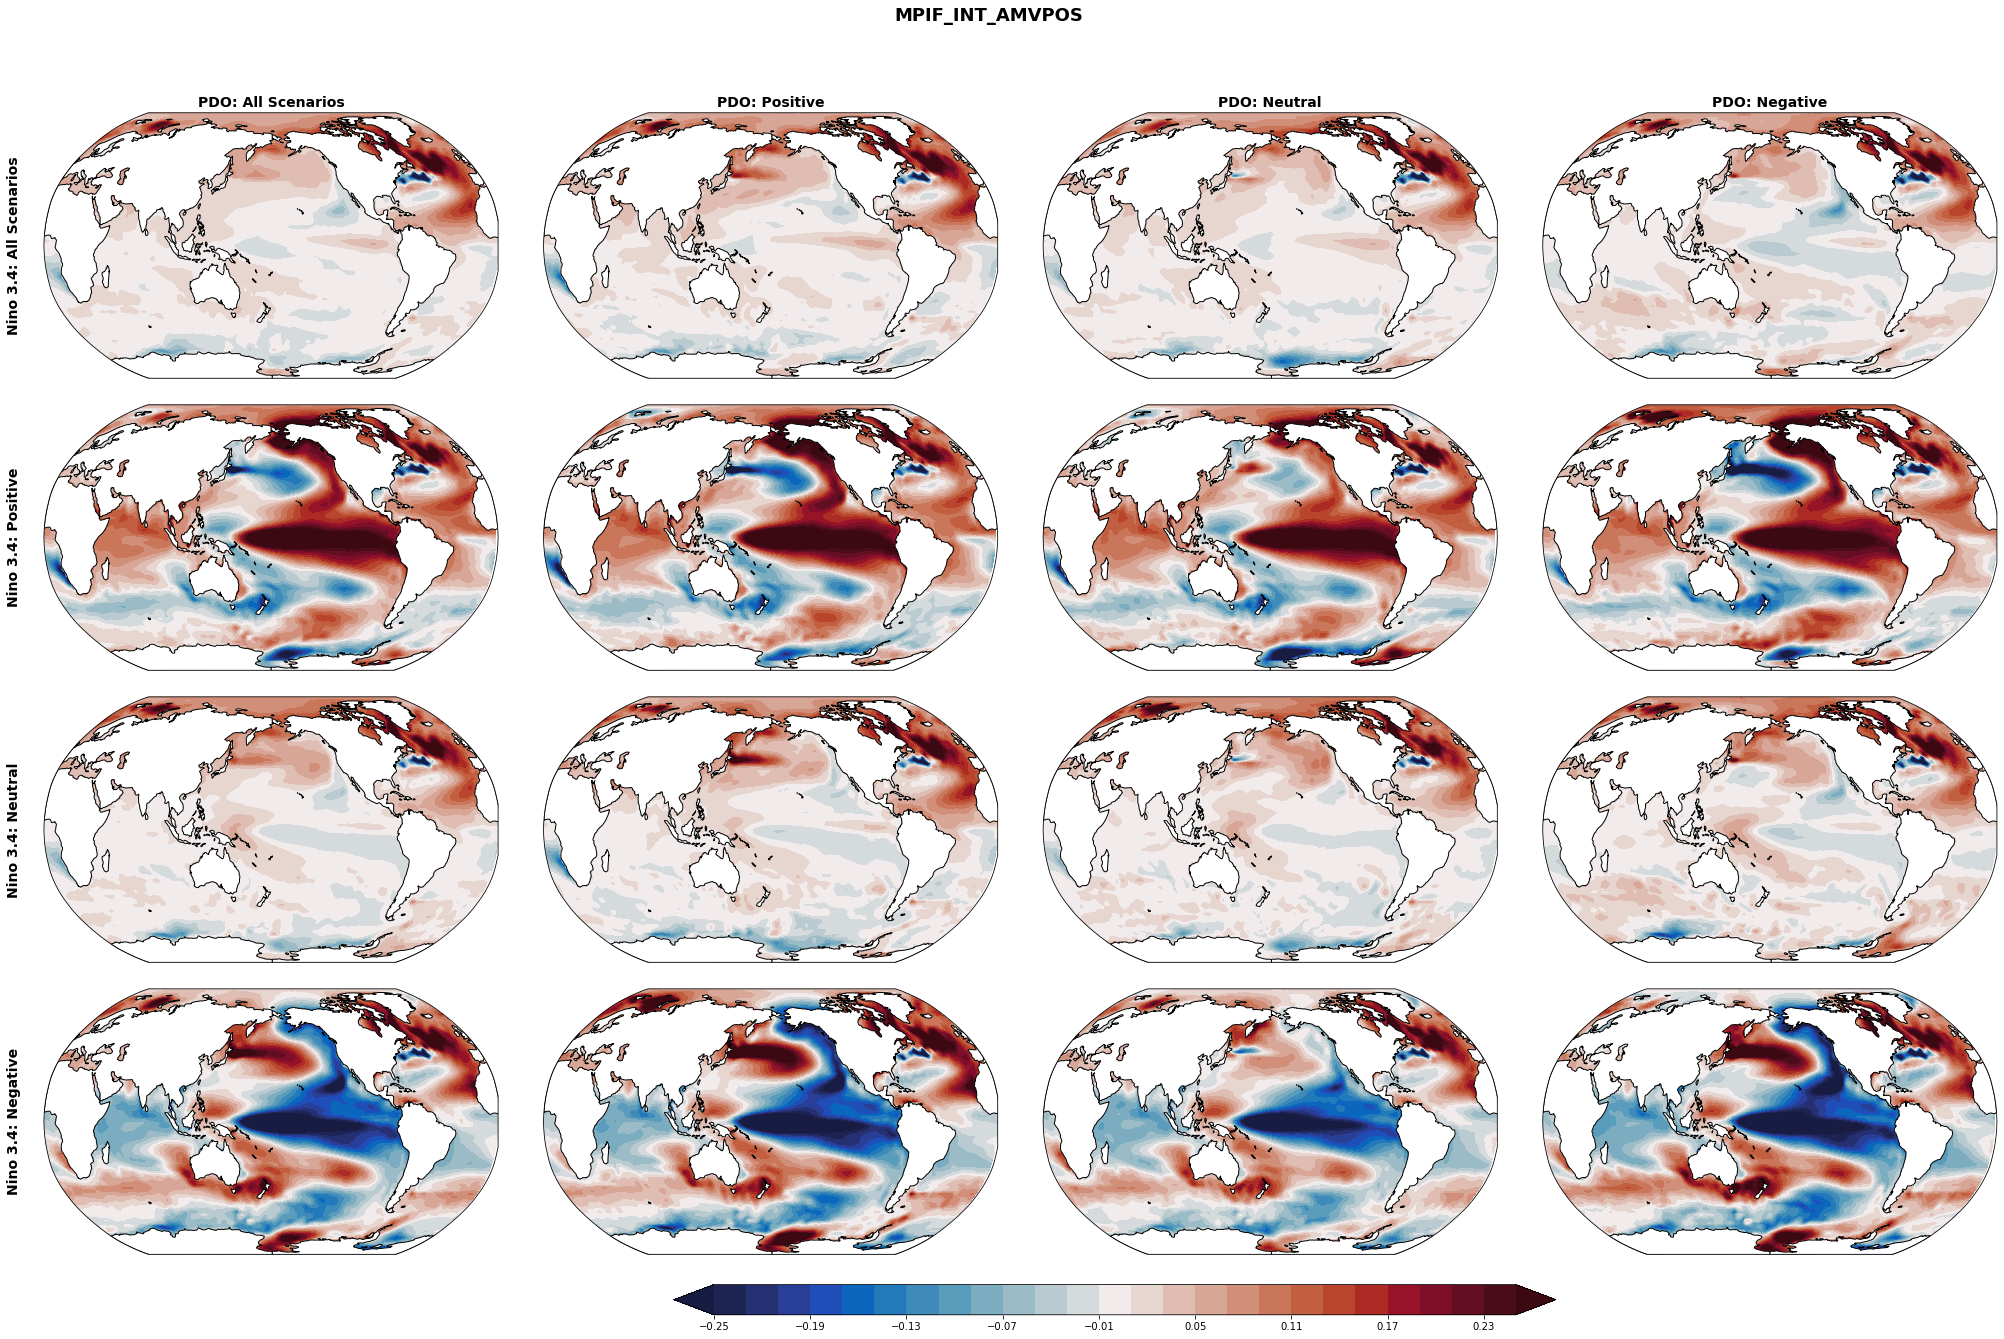 MPIF_INT_AMVPOS
PDO: All Scenarios
PDO: Positive
PDO: Neutral
PDO: Negative
Nino 3.4: All Scenarios
Nino 3.4: Positive
Nino 3.4: Neutral
Nino 3.4: Negative
−0.25 −0.19 −0.13 −0.07 −0.01 0.05 0.11 0.17 0.23